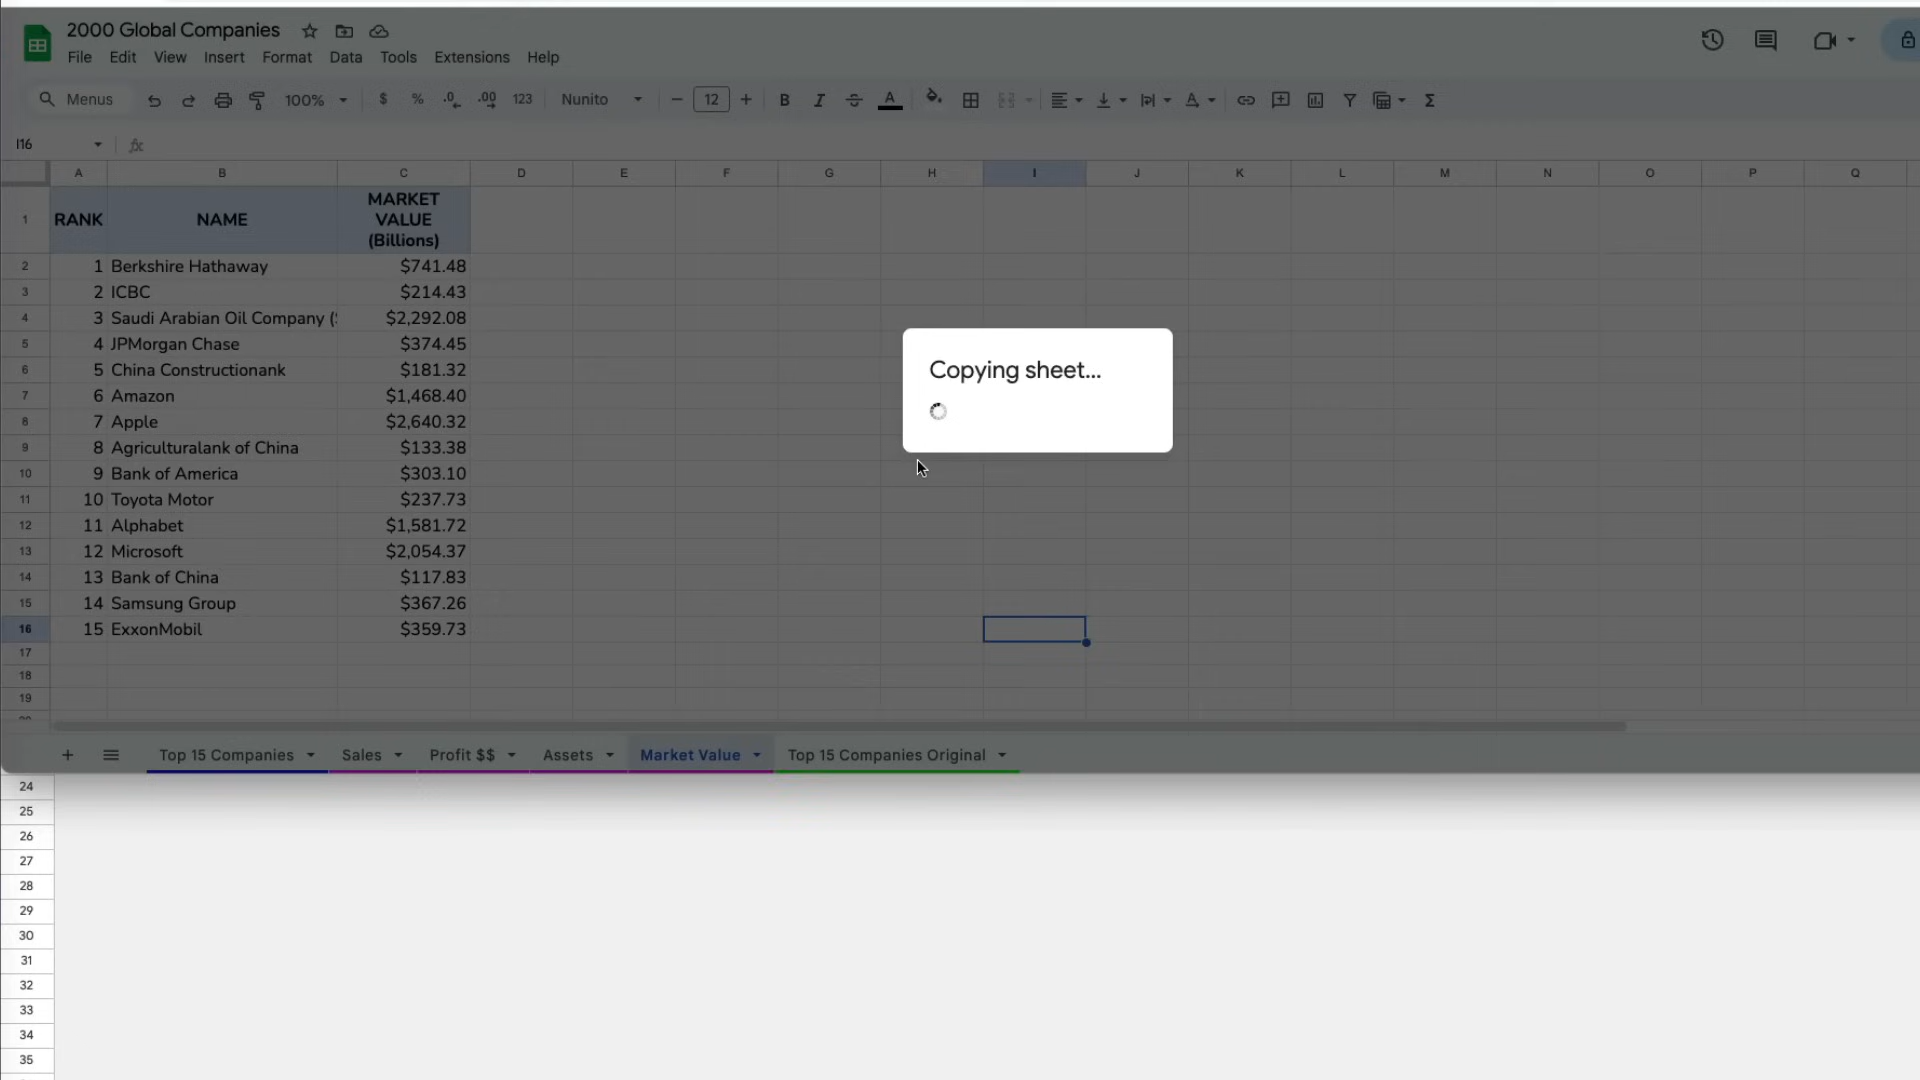 2000 Global Companies
File Edit View Insert Format Data Tools Extensions Help
Menus 100% $ % .0 .00 123 Nunito 12 B I A Σ
I16 fx
A B C D E F G H I J K L M N O P Q
1 RANK NAME MARKET VALUE (Billions)
2 1 Berkshire Hathaway $741.48
3 2 ICBC $214.43
4 3 Saudi Arabian Oil Company ( $2,292.08
5 4 JPMorgan Chase $374.45
6 5 China Constructionank $181.32
7 6 Amazon $1,468.40
8 7 Apple $2,640.32
9 8 Agriculturalank of China $133.38
10 9 Bank of America $303.10
11 10 Toyota Motor $237.73
12 11 Alphabet $1,581.72
13 12 Microsoft $2,054.37
14 13 Bank of China $117.83
15 14 Samsung Group $367.26
16 15 ExxonMobil $359.73
17
18
19
Copying sheet...
Top 15 Companies Sales Profit $$ Assets Market Value Top 15 Companies Original
24
25
26
27
28
29
30
31
32
33
34
35